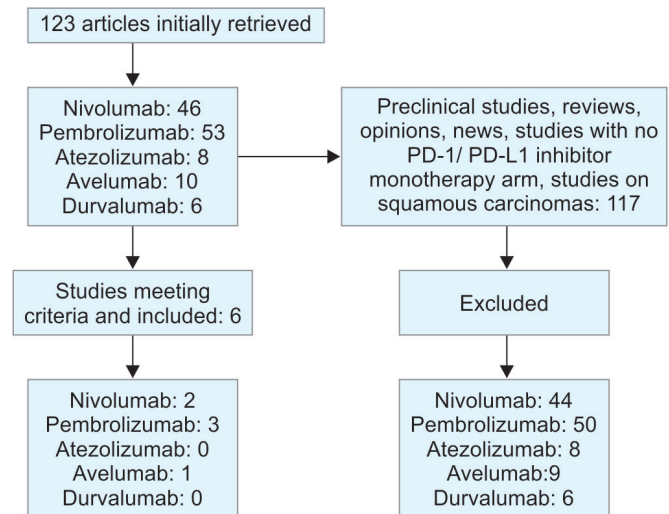 123 articles initially retrieved
Nivolumab: 46
Pembrolizumab: 53
Atezolizumab: 8
Avelumab: 10
Durvalumab: 6
Preclinical studies, reviews,
opinions, news, studies with no
PD-1/ PD-L1 inhibitor
monotherapy arm, studies on
squamous carcinomas: 117
Studies meeting
criteria and included: 6
Excluded
Nivolumab: 2
Pembrolizumab: 3
Atezolizumab: 0
Avelumab: 1
Durvalumab: 0
Nivolumab: 44
Pembrolizumab: 50
Atezolizumab: 8
Avelumab:9
Durvalumab: 6